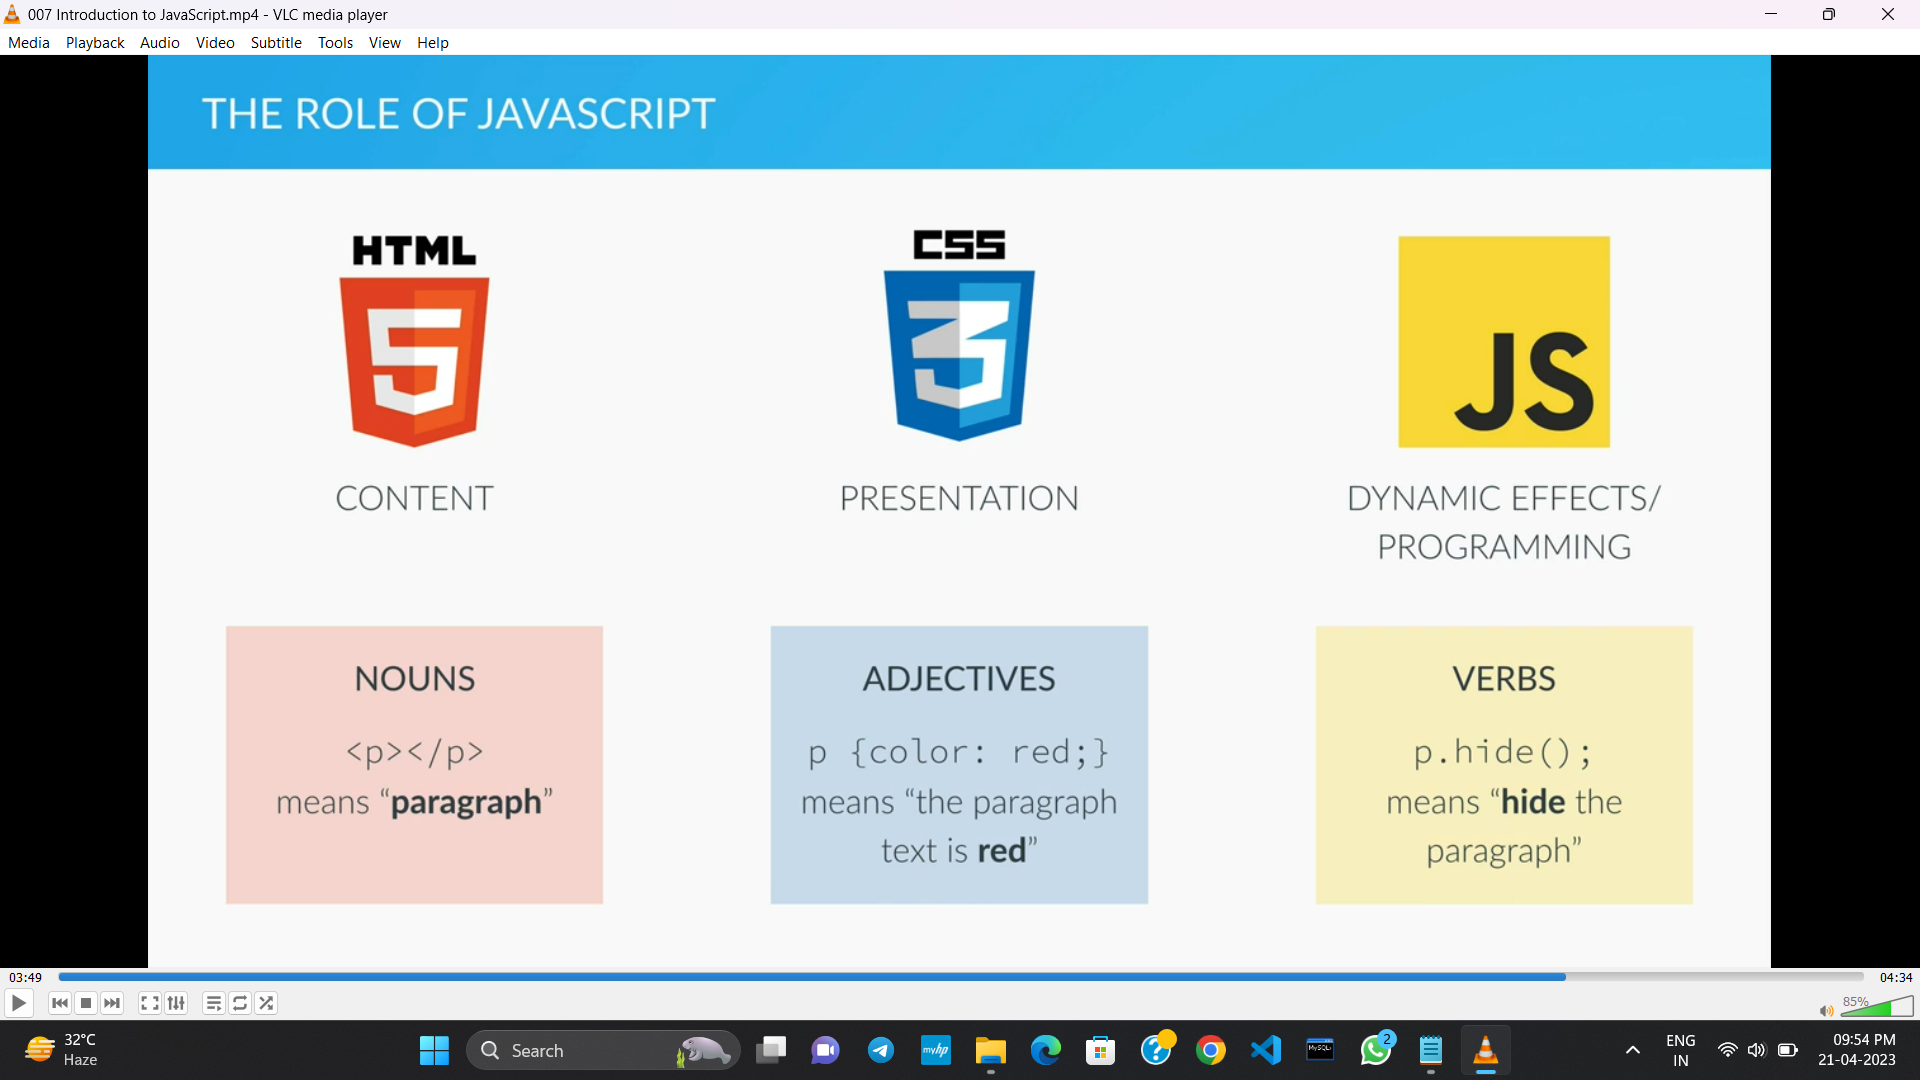 007 Introduction to JavaScript.mp4 - VLC media player
Media Playback Audio Video Subtitle Tools View Help
THE ROLE OF JAVASCRIPT
HTML
5
CONTENT
NOUNS
<p></p>
means “paragraph”
CSS
3
PRESENTATION
ADJECTIVES
p {color: red;}
means “the paragraph
text is red”
JS
DYNAMIC EFFECTS/
PROGRAMMING
VERBS
p.hide();
means “hide the
paragraph”
03:49
04:34
85%
32°C
Haze
Search
myhp
?
MySQL
2
ENG
IN
09:54 PM
21-04-2023